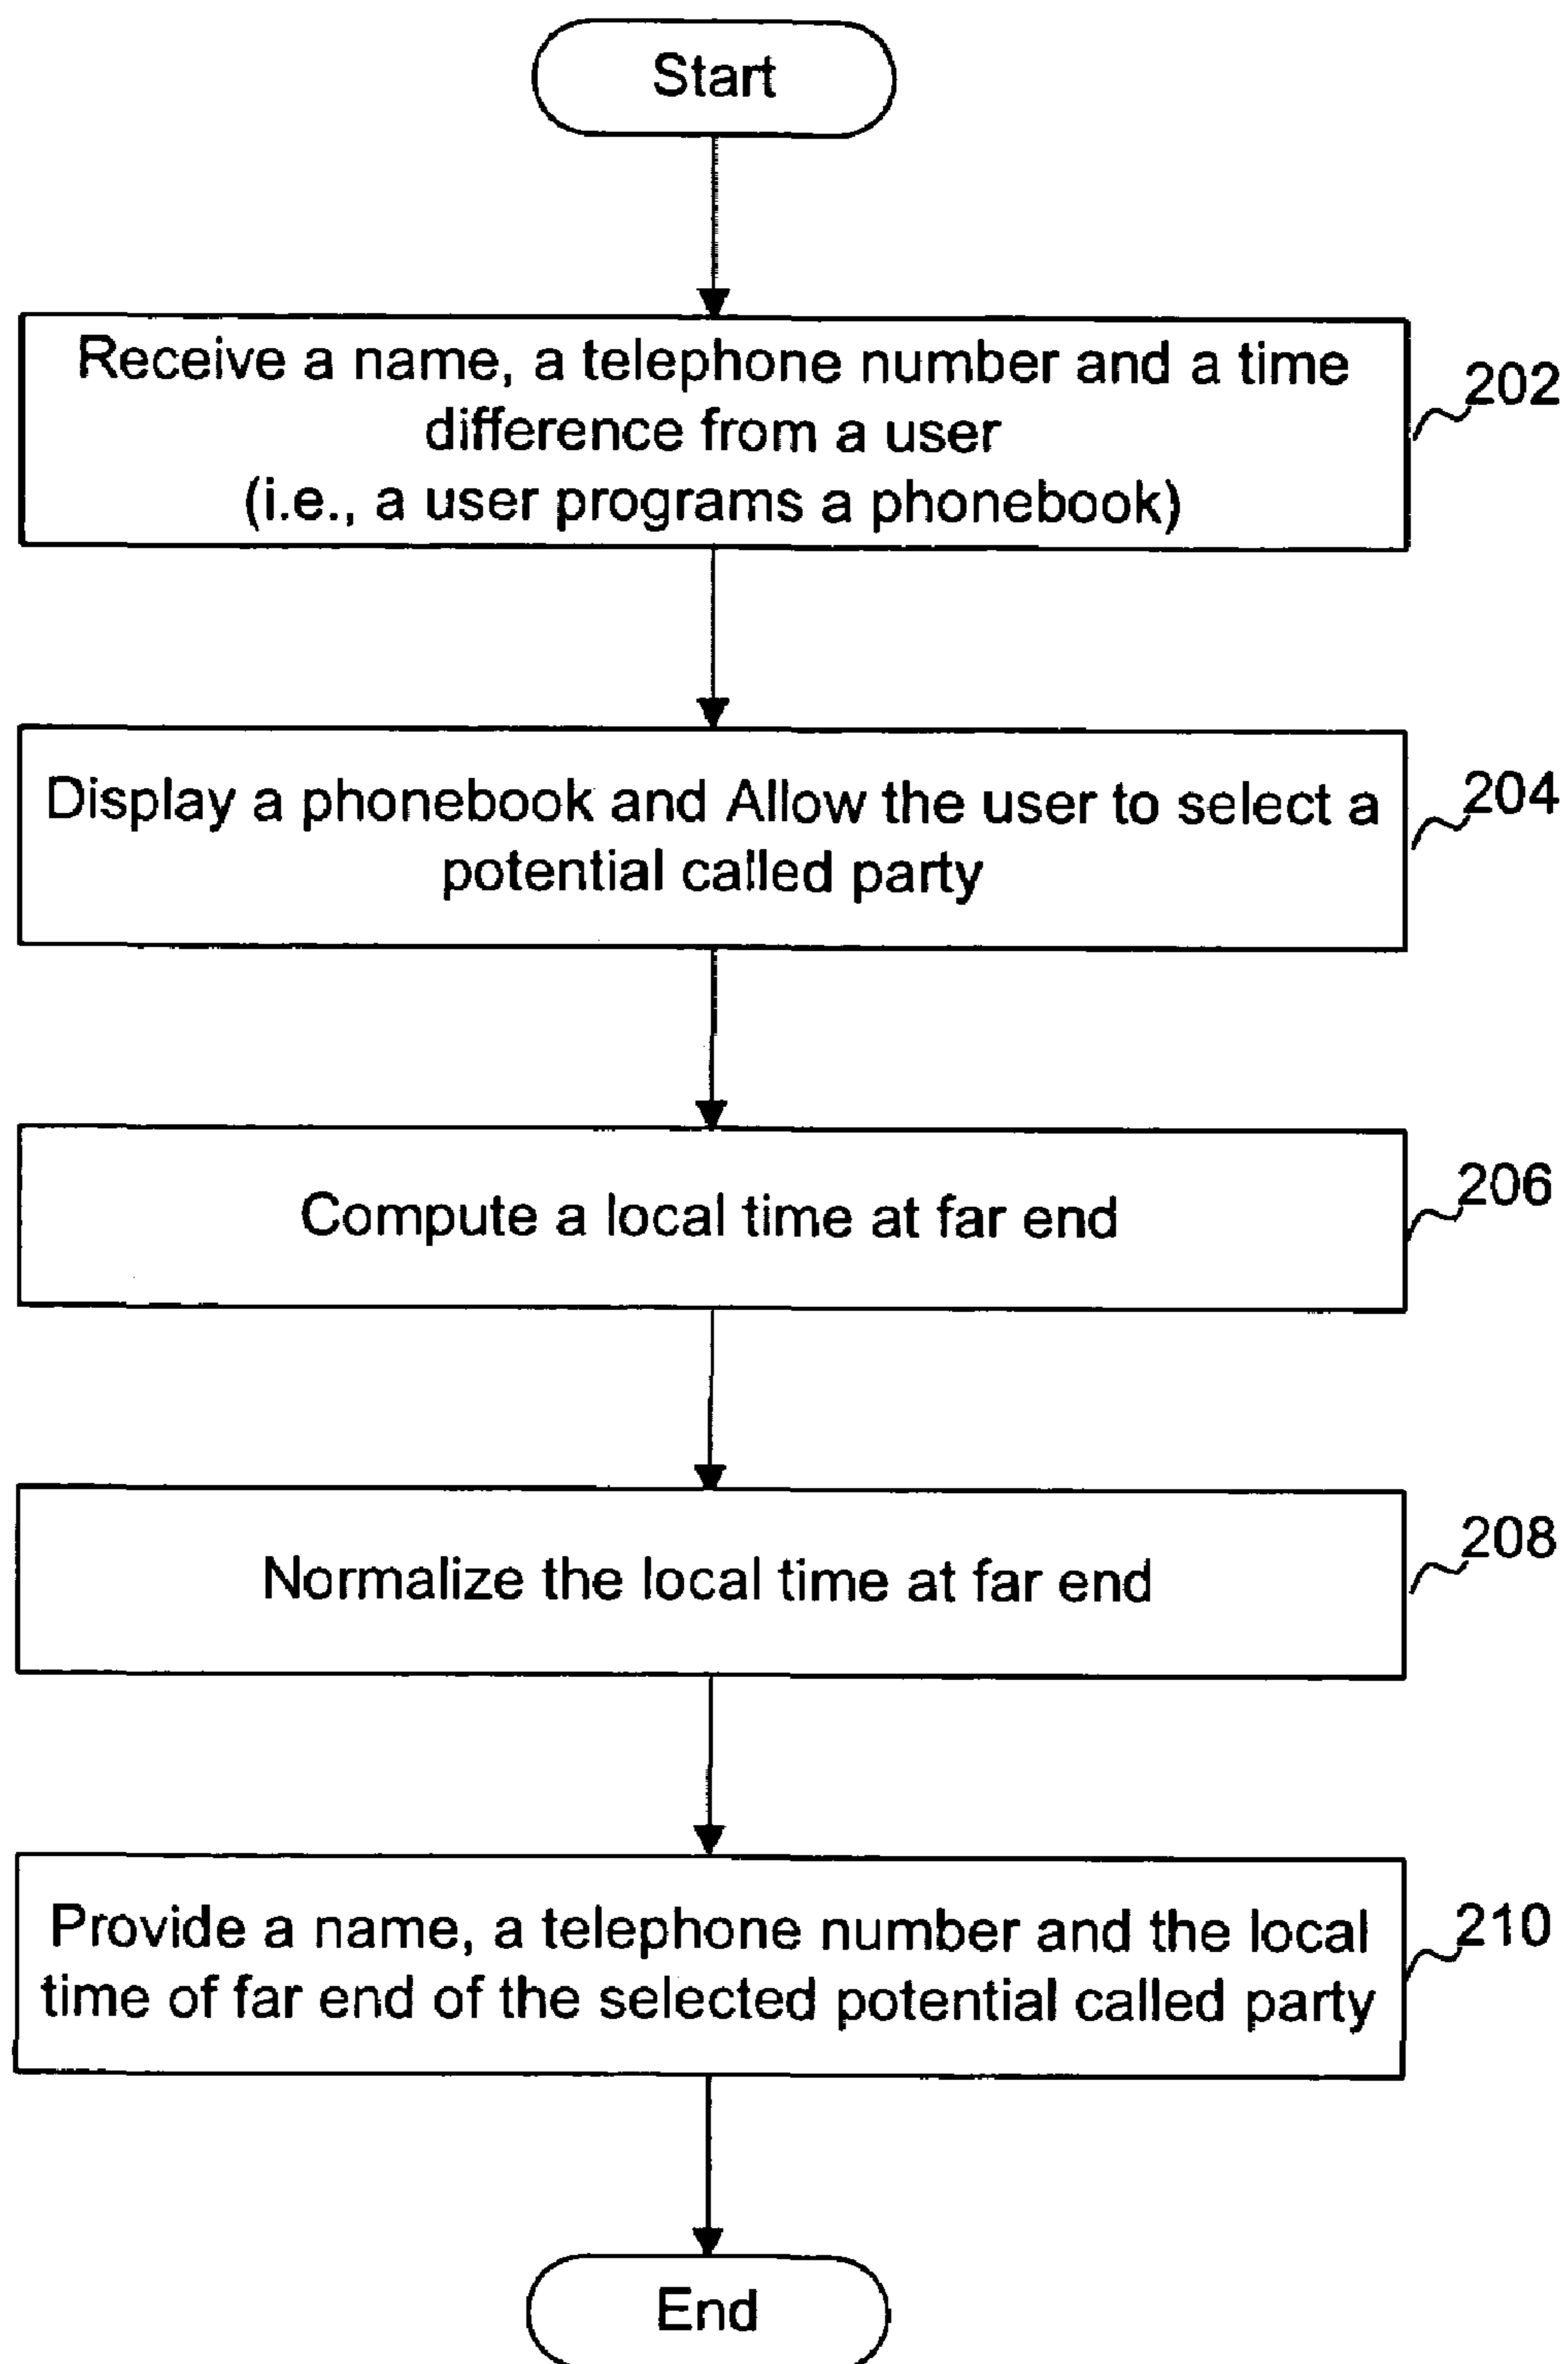 Start
Receive a name, a telephone number and a time
difference from a user
(i.e., a user programs a phonebook)
202
Display a phonebook and Allow the user to select a
potential called party
204
Compute a local time at far end
206
Normalize the local time at far end
208
Provide a name, a telephone number and the local
time of far end of the selected potential called party
210
End